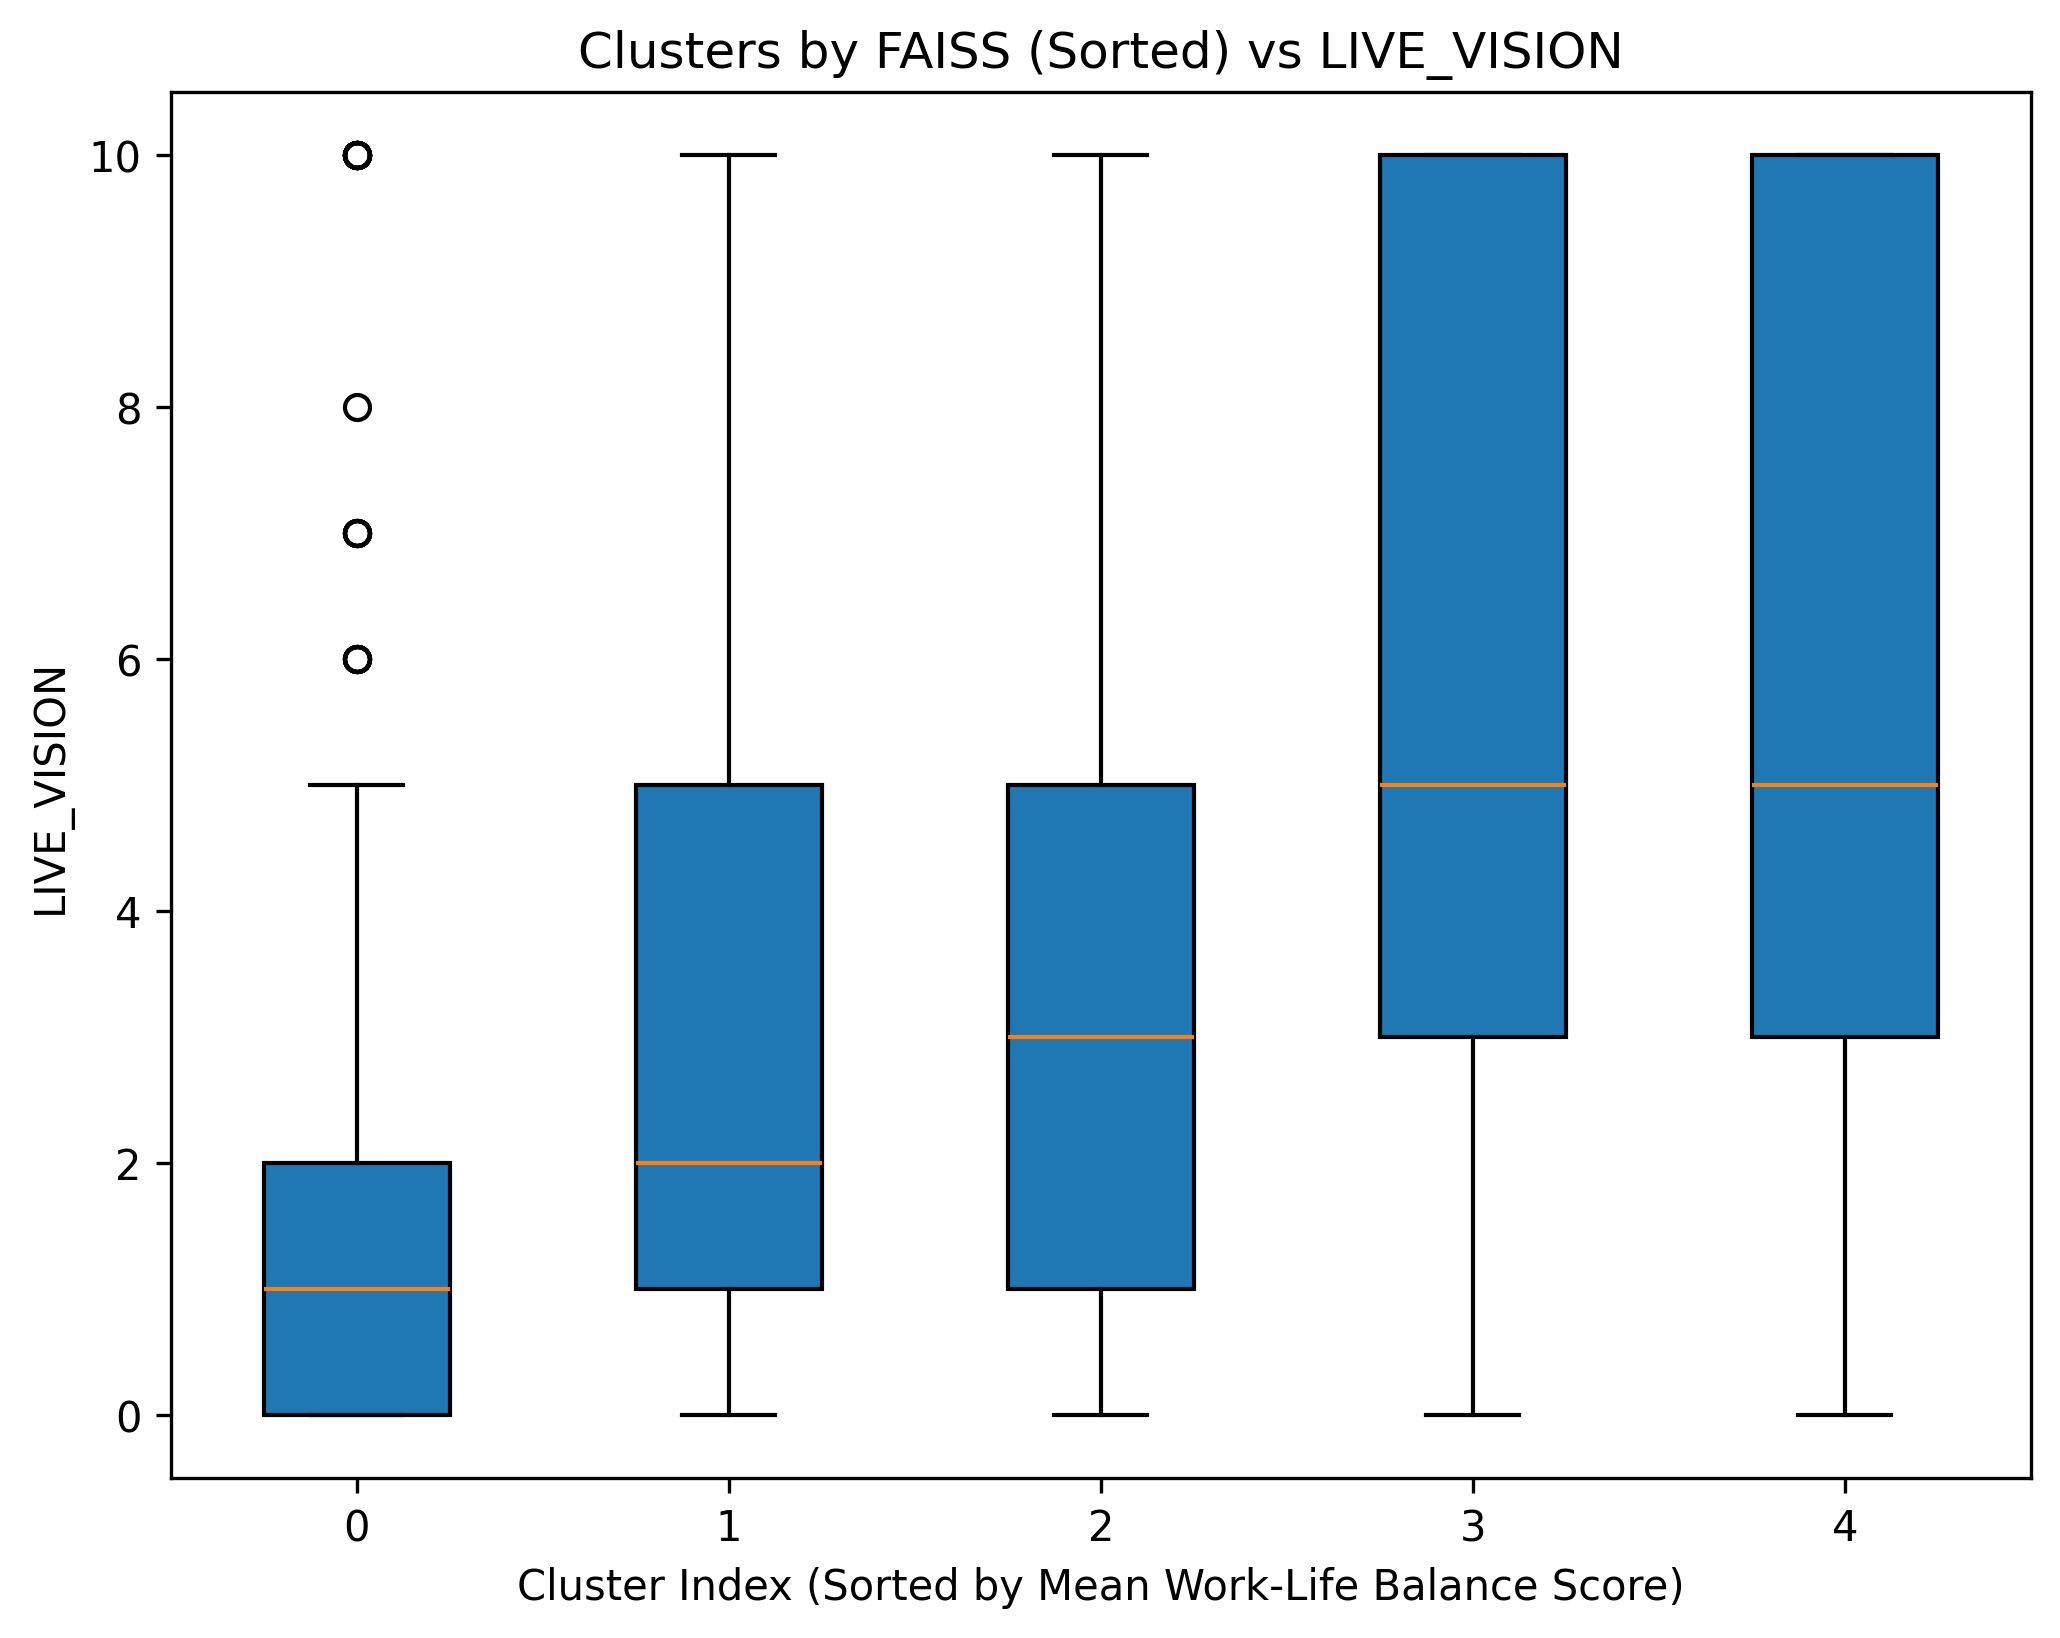 Clusters by FAISS (Sorted) vs LIVE_VISION
10
8
6
4
2
0
LIVE_VISION
0 1 2 3 4
Cluster Index (Sorted by Mean Work-Life Balance Score)